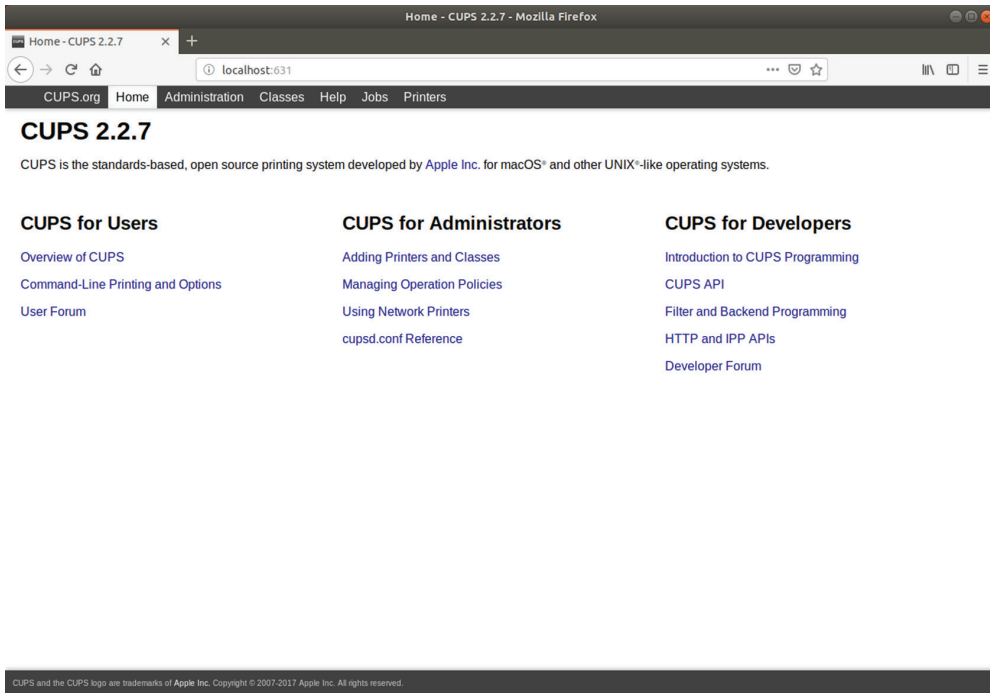 Home - CUPS 2.2.7 - Mozilla Firefox
Home - CUPS 2.2.7
localhost:631
CUPS.org Home Administration Classes Help Jobs Printers
CUPS 2.2.7
CUPS is the standards-based, open source printing system developed by Apple Inc. for macOS® and other UNIX®-like operating systems.
CUPS for Users
Overview of CUPS
Command-Line Printing and Options
User Forum
CUPS for Administrators
Adding Printers and Classes
Managing Operation Policies
Using Network Printers
cupsd.conf Reference
CUPS for Developers
Introduction to CUPS Programming
CUPS API
Filter and Backend Programming
HTTP and IPP APIs
Developer Forum
CUPS and the CUPS logo are trademarks of Apple Inc. Copyright © 2007-2017 Apple Inc. All rights reserved.